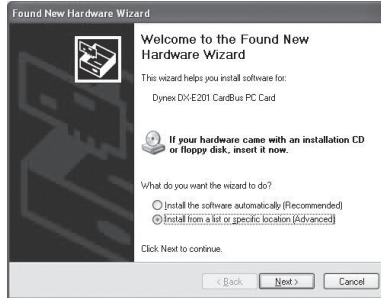 Found New Hardware Wizard
Welcome to the Found New
Hardware Wizard
This wizard helps you install software for:
Dynex DX-E201 CardBus PC Card
If your hardware came with an installation CD
or floppy disk, insert it now.
What do you want the wizard to do?
Install the software automatically (Recommended)
Install from a list or specific location (Advanced)
Click Next to continue.
< Back Next > Cancel